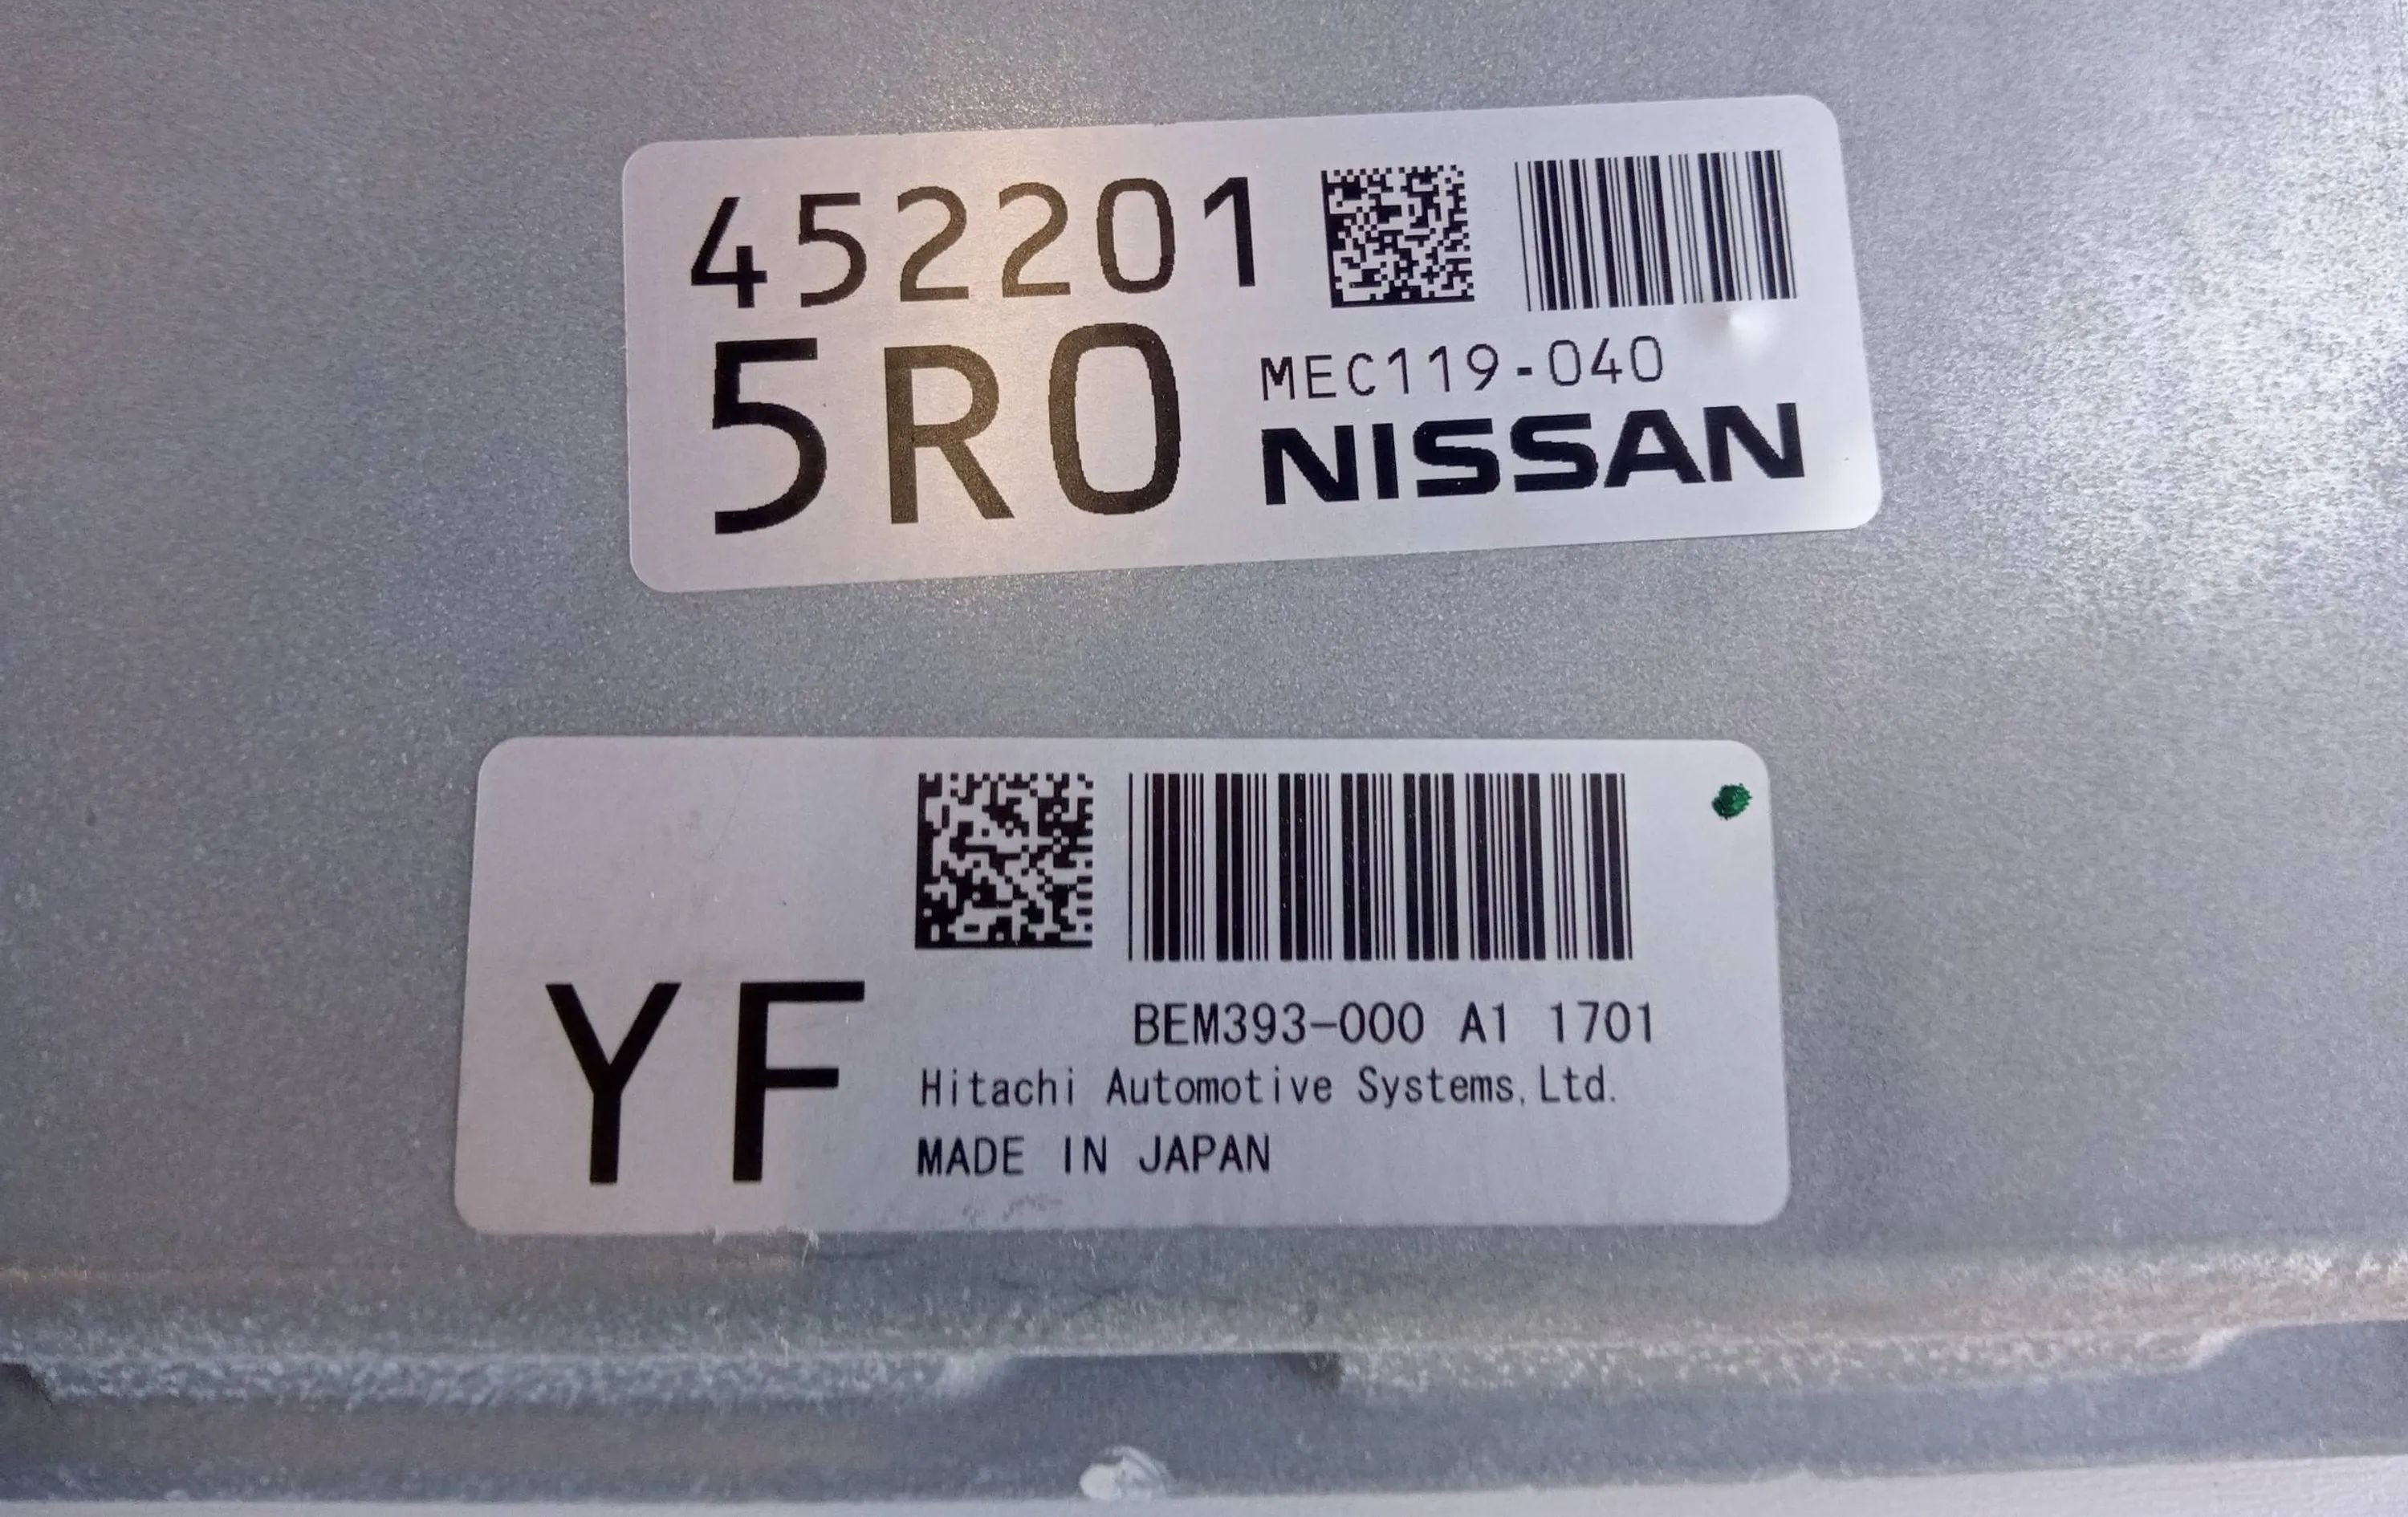 452201
5R0
MEC119-040
NISSAN
YF
BEM393-000 A1 1701
Hitachi Automotive Systems,Ltd.
MADE IN JAPAN